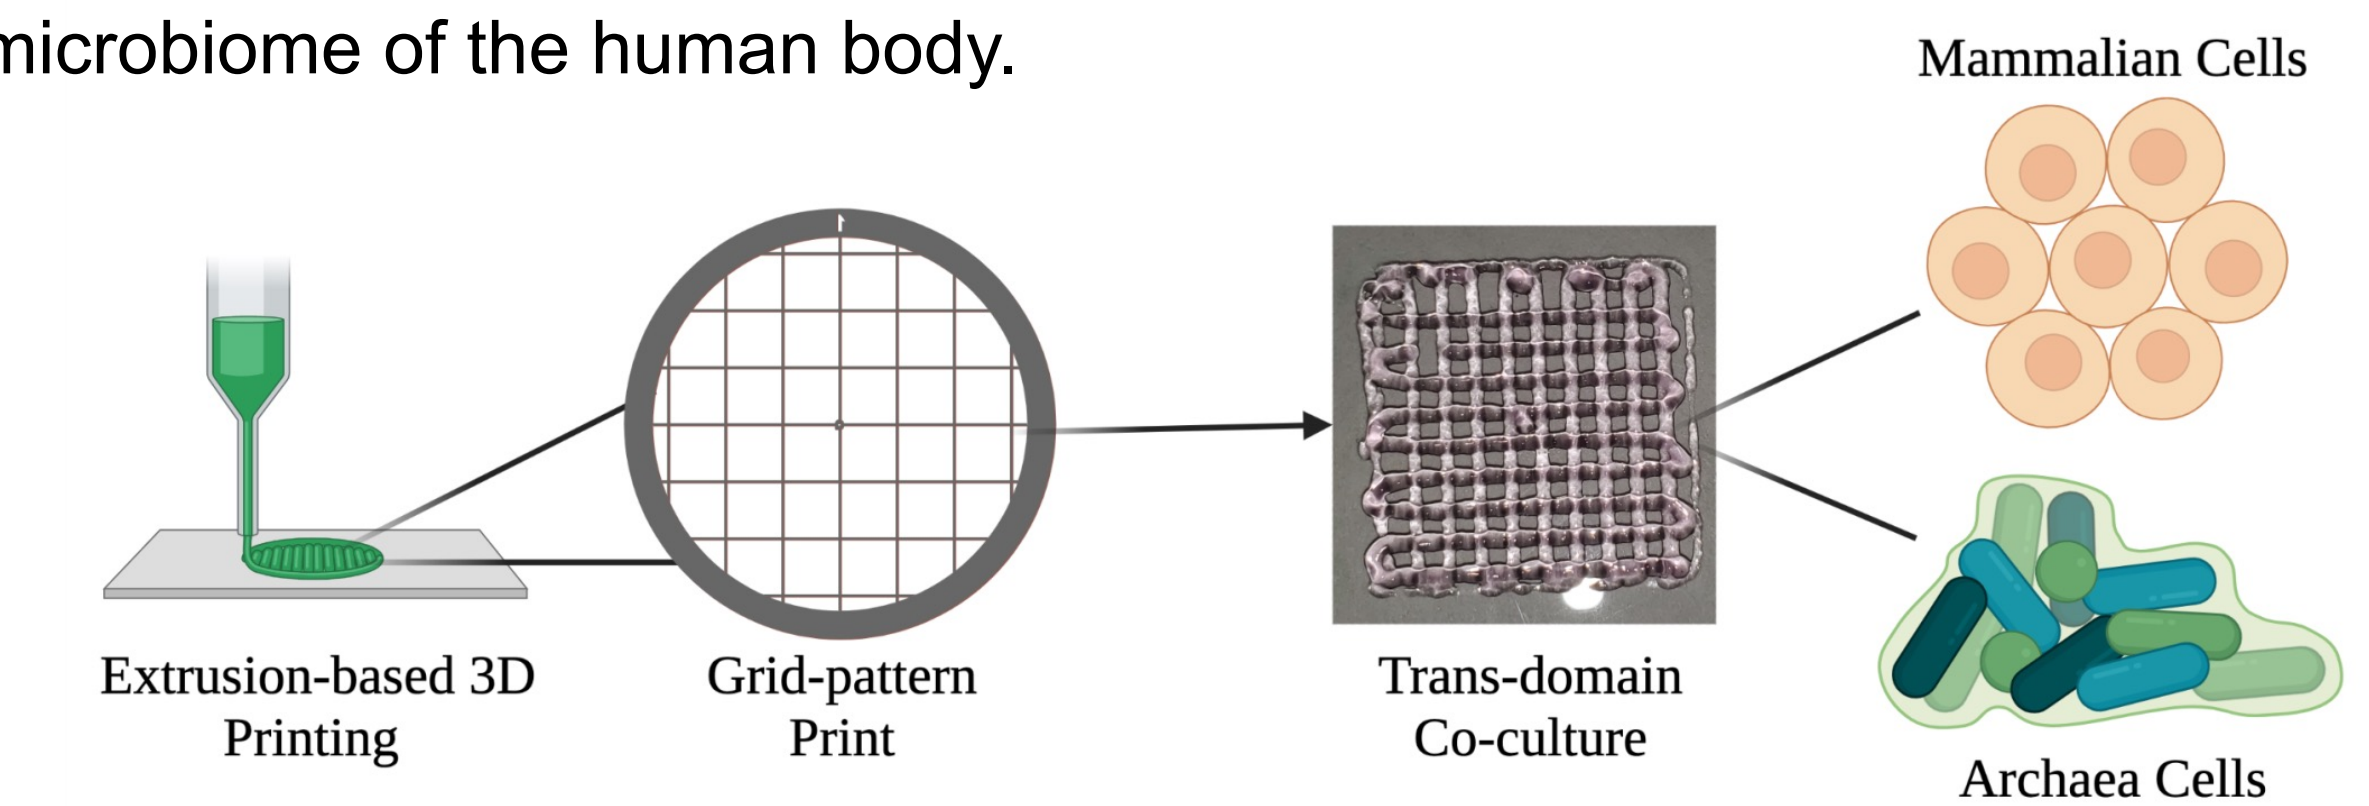 microbiome of the human body.
Mammalian Cells
Extrusion-based 3D
Printing
Grid-pattern
Print
Trans-domain
Co-culture
Archaea Cells